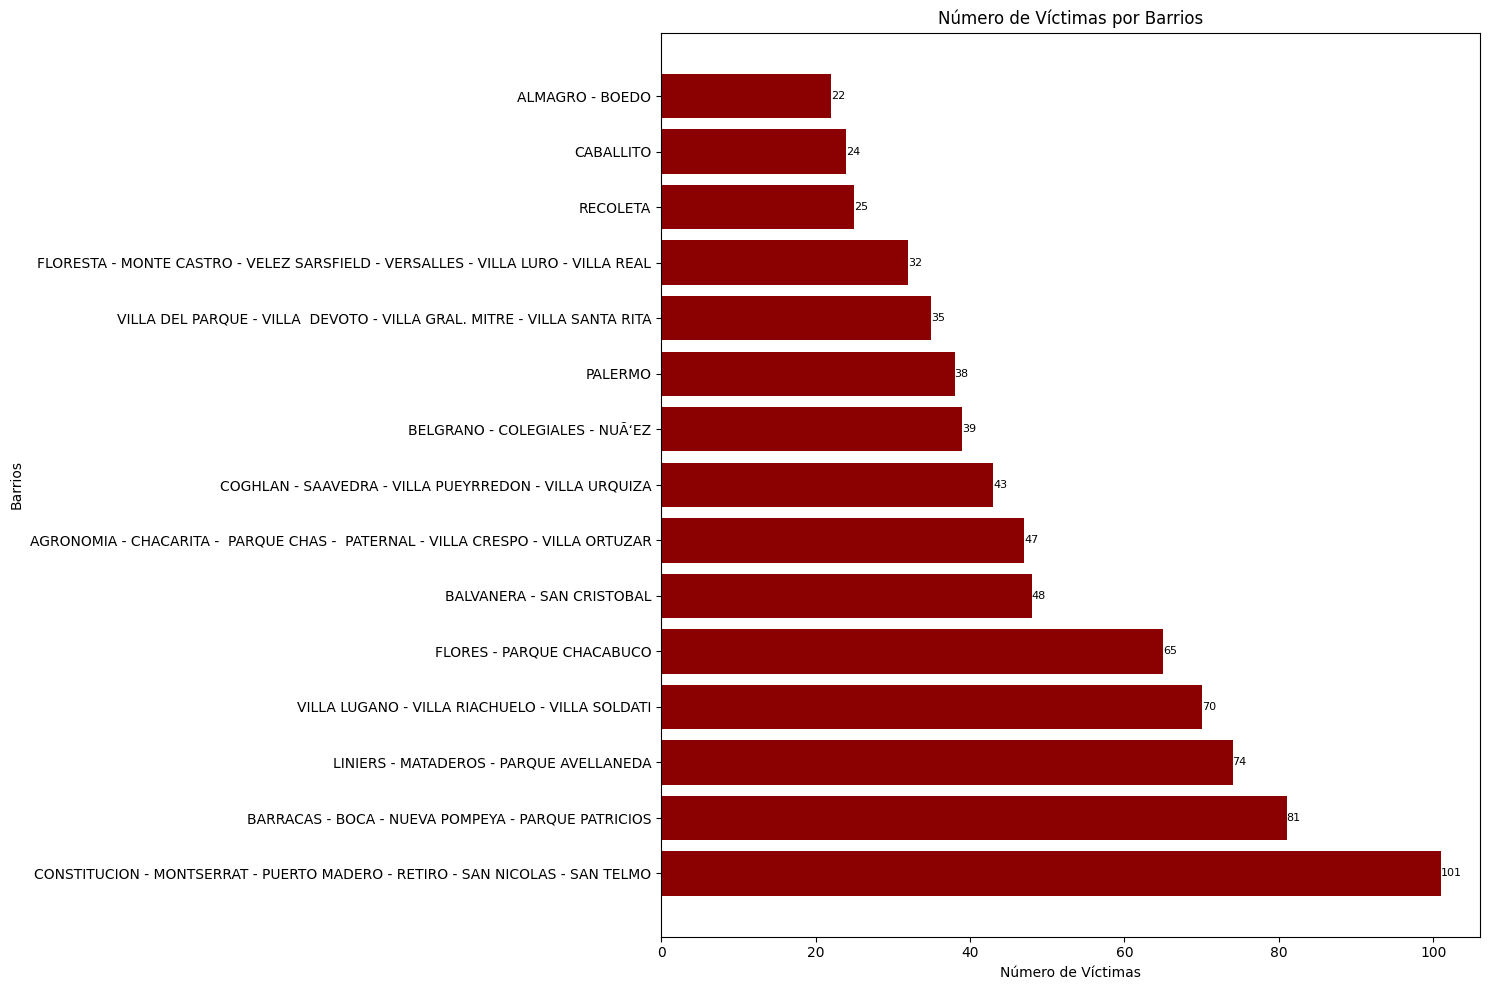 Número de Víctimas por Barrios
ALMAGRO - BOEDO 22
CABALLITO 24
RECOLETA 25
FLORESTA - MONTE CASTRO - VELEZ SARSFIELD - VERSALLES - VILLA LURO - VILLA REAL 32
VILLA DEL PARQUE - VILLA  DEVOTO - VILLA GRAL. MITRE - VILLA SANTA RITA 35
PALERMO 38
BELGRANO - COLEGIALES - NUÃ‘EZ 39
COGHLAN - SAAVEDRA - VILLA PUEYRREDON - VILLA URQUIZA 43
AGRONOMIA - CHACARITA -  PARQUE CHAS -  PATERNAL - VILLA CRESPO - VILLA ORTUZAR 47
BALVANERA - SAN CRISTOBAL 48
FLORES - PARQUE CHACABUCO 65
VILLA LUGANO - VILLA RIACHUELO - VILLA SOLDATI 70
LINIERS - MATADEROS - PARQUE AVELLANEDA 74
BARRACAS - BOCA - NUEVA POMPEYA - PARQUE PATRICIOS 81
CONSTITUCION - MONTSERRAT - PUERTO MADERO - RETIRO - SAN NICOLAS - SAN TELMO 101
Barrios
0 20 40 60 80 100
Número de Víctimas